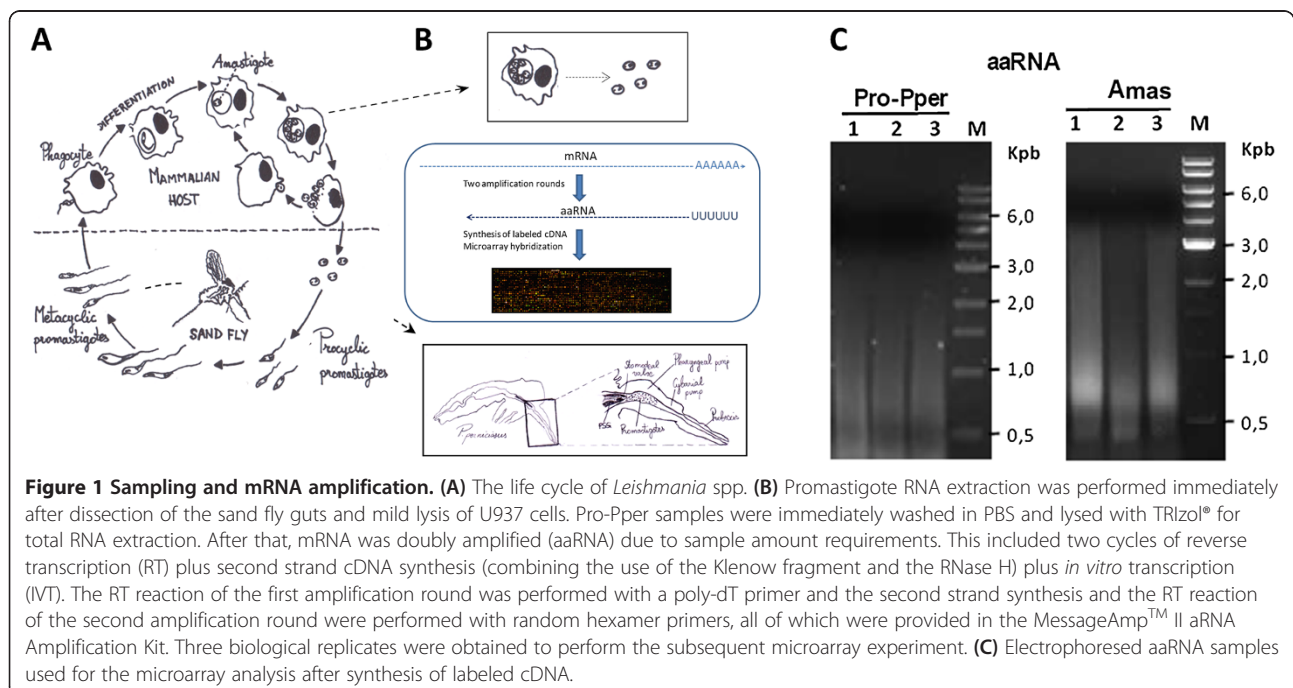 A
B
C
Amastigote
DIFFERENTIATION
Phagocyte
MAMMALIAN
HOST
Metacyclic
promastigotes
SAND FLY
Procyclic
promastigotes
mRNA
AAAAAA
Two amplification rounds
aaRNA
UUUUUU
Synthesis of labeled cDNA
Microarray hybridization
Stomodeal
valve
Pharyngeal pump
Cybarial
pump
Proboscis
PSG
Promastigotes
P. perniciosus
aaRNA
Pro-Pper
1 2 3 M
Kpb
6,0
3,0
2,0
1,0
0,5
Amas
1 2 3 M
Kpb
6,0
3,0
2,0
1,0
0,5
Figure 1 Sampling and mRNA amplification. (A) The life cycle of Leishmania spp. (B) Promastigote RNA extraction was performed immediately
after dissection of the sand fly guts and mild lysis of U937 cells. Pro-Pper samples were immediately washed in PBS and lysed with TRIzol® for
total RNA extraction. After that, mRNA was doubly amplified (aaRNA) due to sample amount requirements. This included two cycles of reverse
transcription (RT) plus second strand cDNA synthesis (combining the use of the Klenow fragment and the RNase H) plus in vitro transcription
(IVT). The RT reaction of the first amplification round was performed with a poly-dT primer and the second strand synthesis and the RT reaction
of the second amplification round were performed with random hexamer primers, all of which were provided in the MessageAmp™ II aRNA
Amplification Kit. Three biological replicates were obtained to perform the subsequent microarray experiment. (C) Electrophoresed aaRNA samples
used for the microarray analysis after synthesis of labeled cDNA.